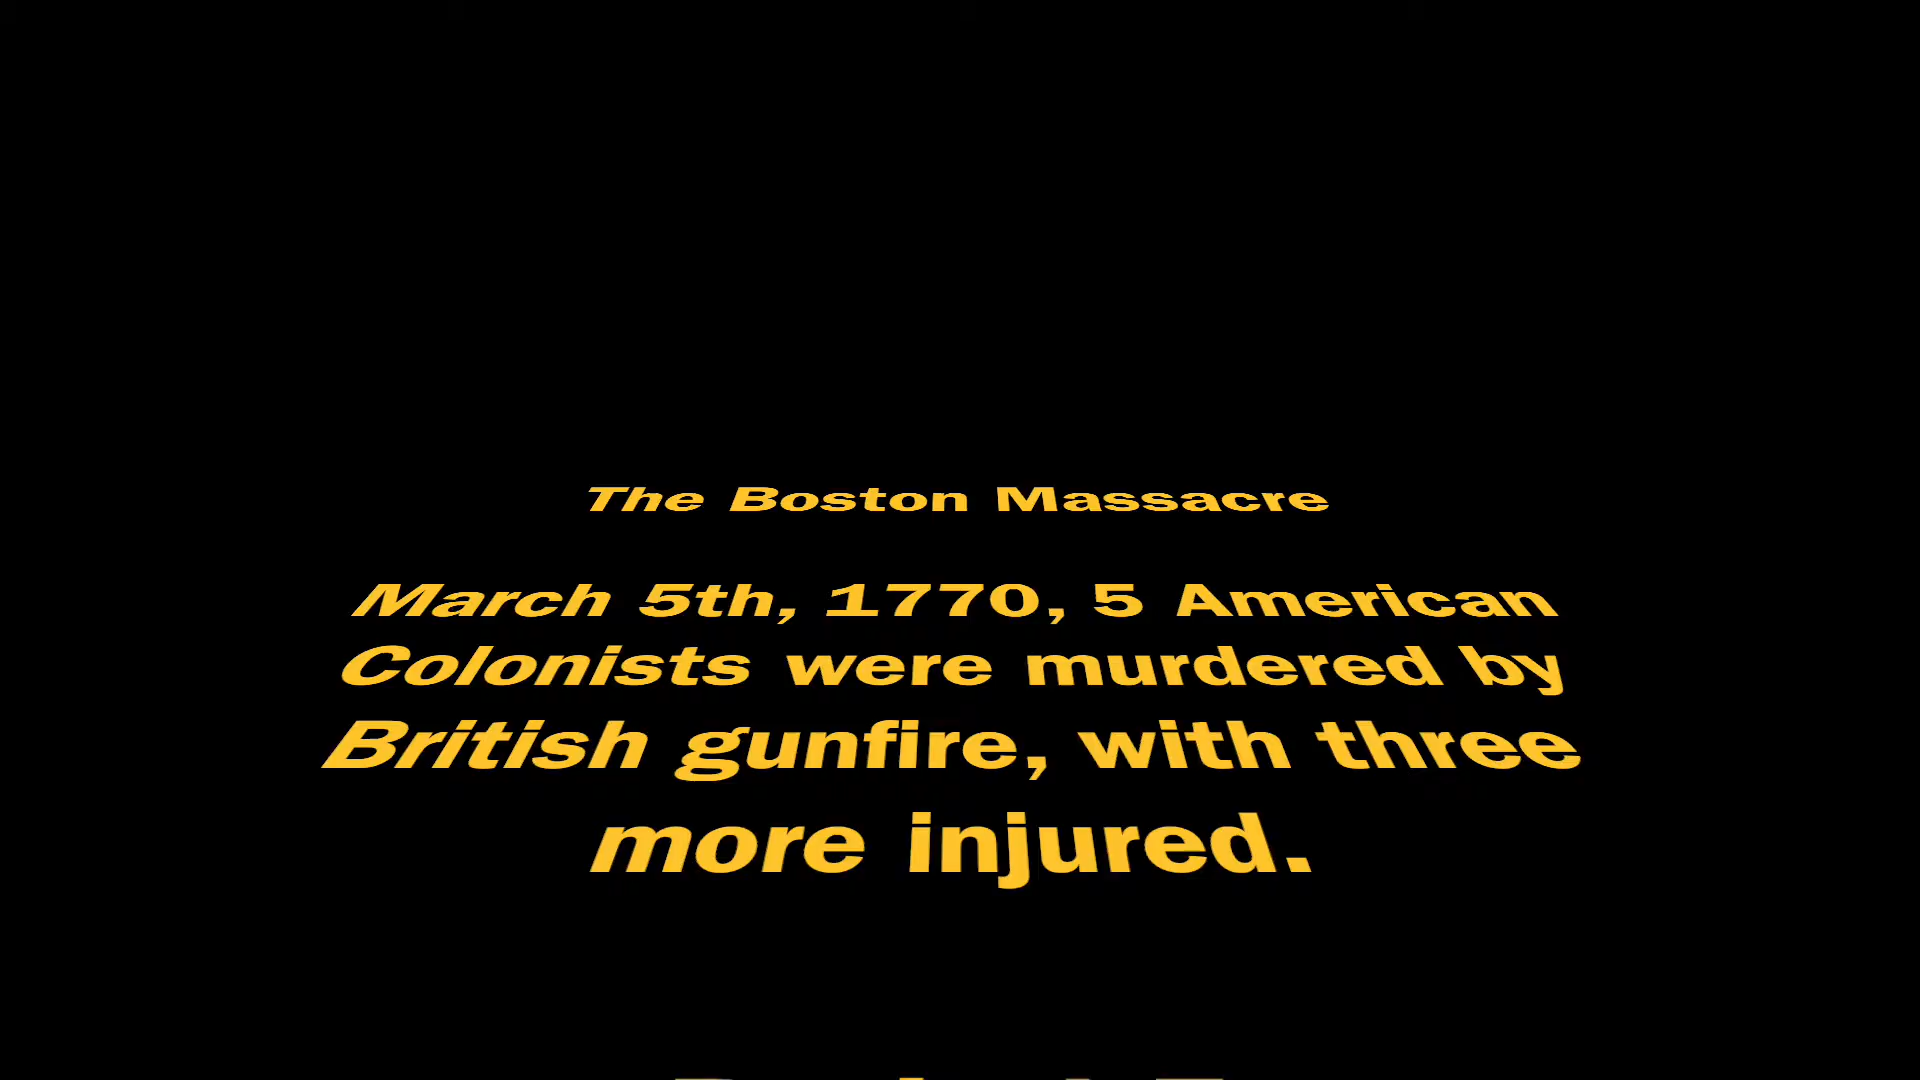 The Boston Massacre
March 5th, 1770, 5 American
Colonists were murdered by
British gunfire, with three
more injured.